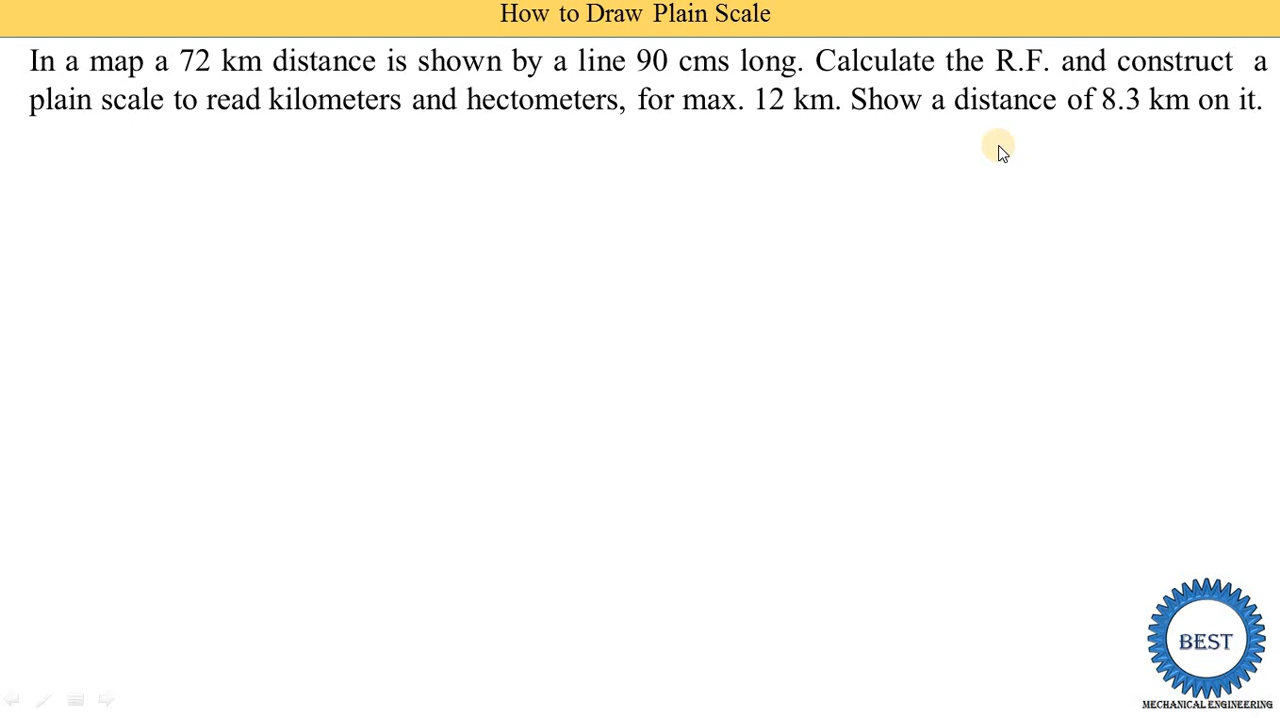 How to Draw Plain Scale
In a map a 72 km distance is shown by a line 90 cms long. Calculate the R.F. and construct a
plain scale to read kilometers and hectometers, for max. 12 km. Show a distance of 8.3 km on it.
BEST
MECHANICAL ENGINEERING